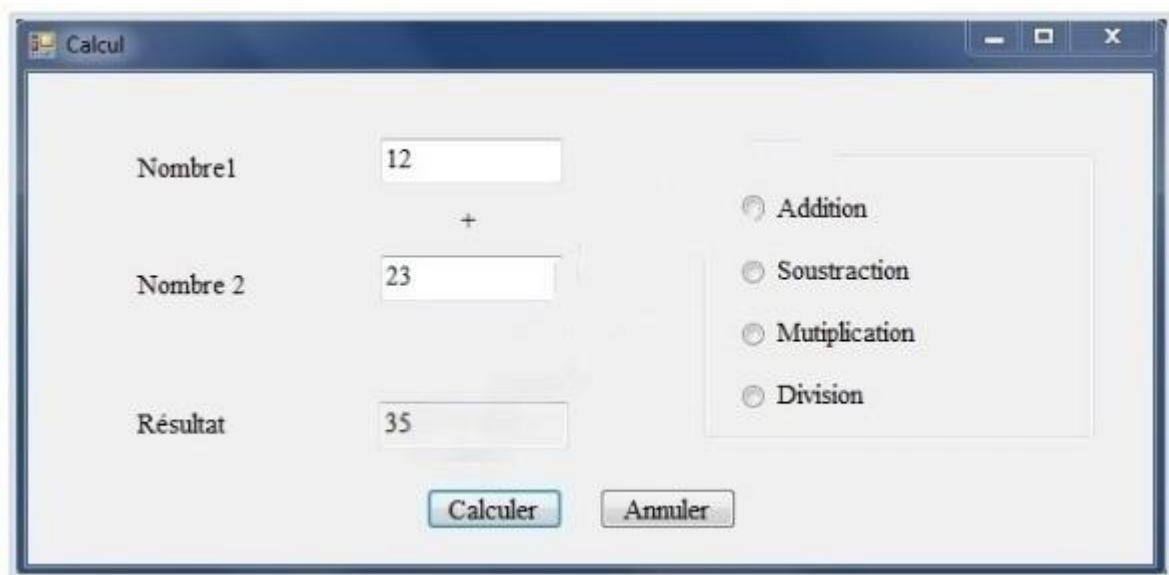 Calcul
Nombre1 12
+
Nombre 2 23
Résultat 35
Addition
Soustraction
Mutiplication
Division
Calculer Annuler